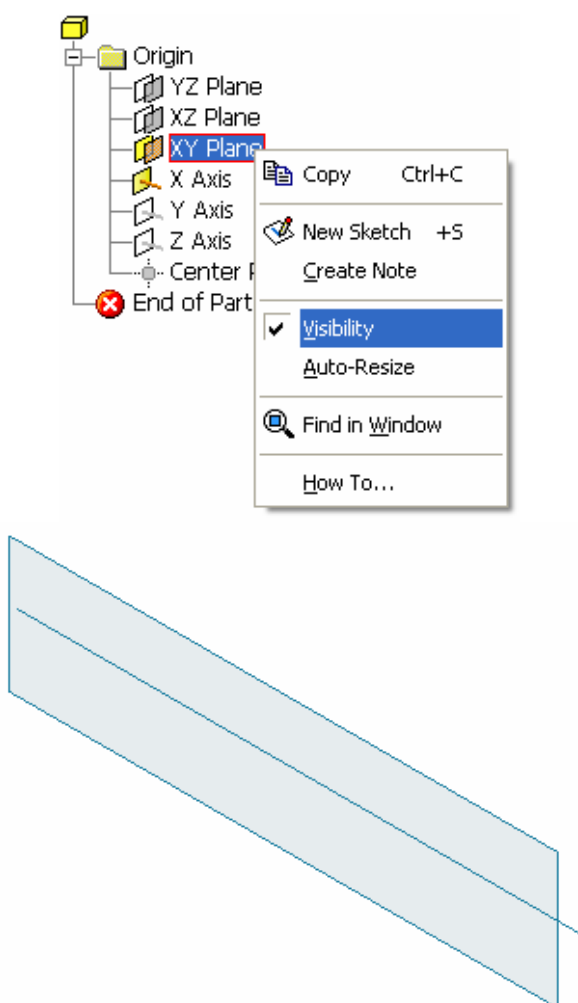 Origin
YZ Plane
XZ Plane
XY Plane
X Axis
Y Axis
Z Axis
Center
End of Part
Copy Ctrl+C
New Sketch +S
Create Note
Visibility
Auto-Resize
Find in Window
How To...